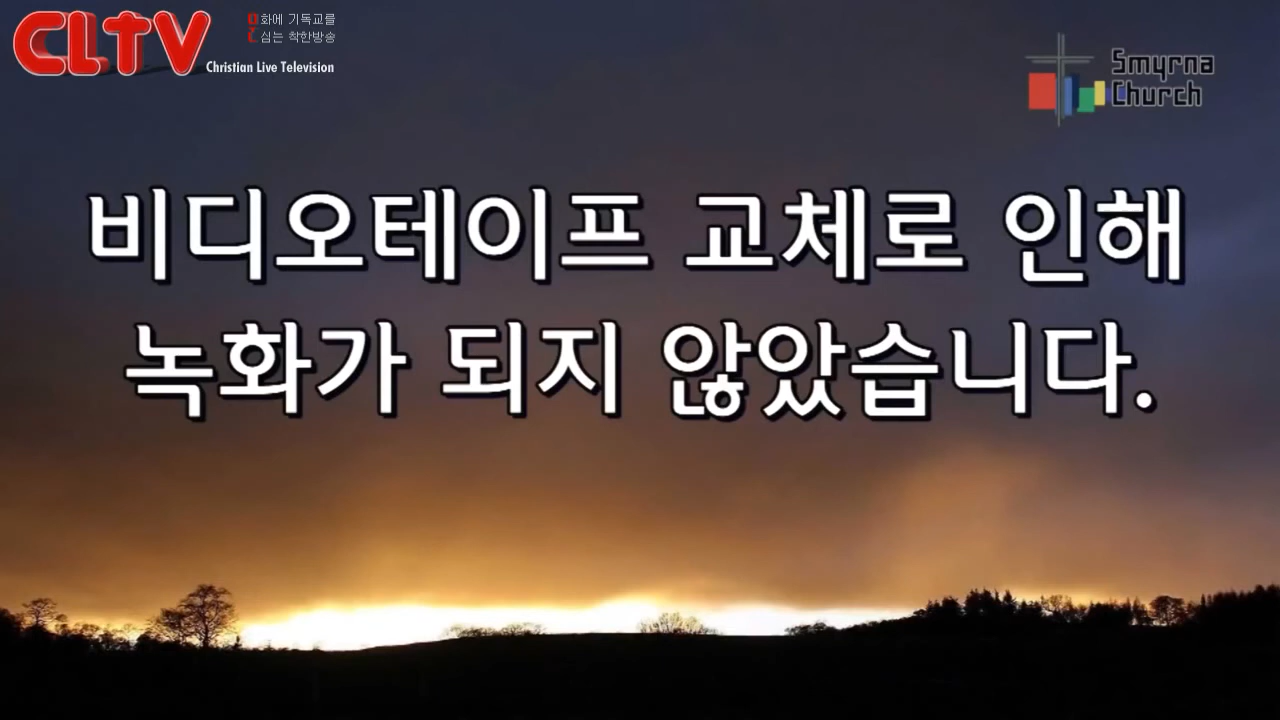 CLTV
화에 기독교를
심는 착한방송
Christian Live Television
Smyrna
Church
비디오테이프 교체로 인해
녹화가 되지 않았습니다.